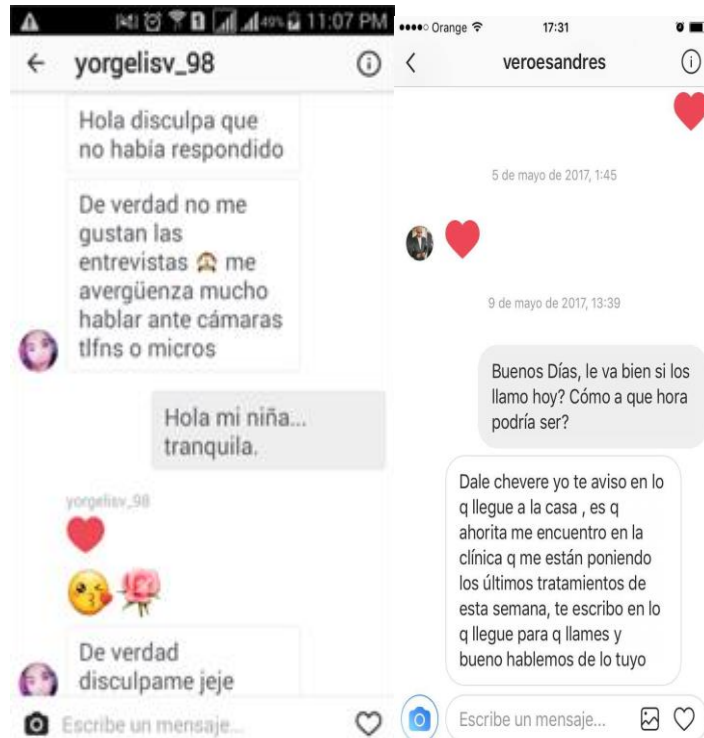 49% 11:07 PM
yorgelisv_98
Hola disculpa que
no había respondido
De verdad no me
gustan las
entrevistas 🙈 me
avergüenza mucho
hablar ante cámaras
tlfns o micros
Hola mi niña...
tranquila.
yorgelisv_98
De verdad
disculpame jeje
Escribe un mensaje...
Orange 17:31
veroesandres
5 de mayo de 2017, 1:45
9 de mayo de 2017, 13:39
Buenos Días, le va bien si los
llamo hoy? Cómo a que hora
podría ser?
Dale chevere yo te aviso en lo
q llegue a la casa , es q
ahorita me encuentro en la
clínica q me están poniendo
los últimos tratamientos de
esta semana, te escribo en lo
q llegue para q llames y
bueno hablemos de lo tuyo
Escribe un mensaje...